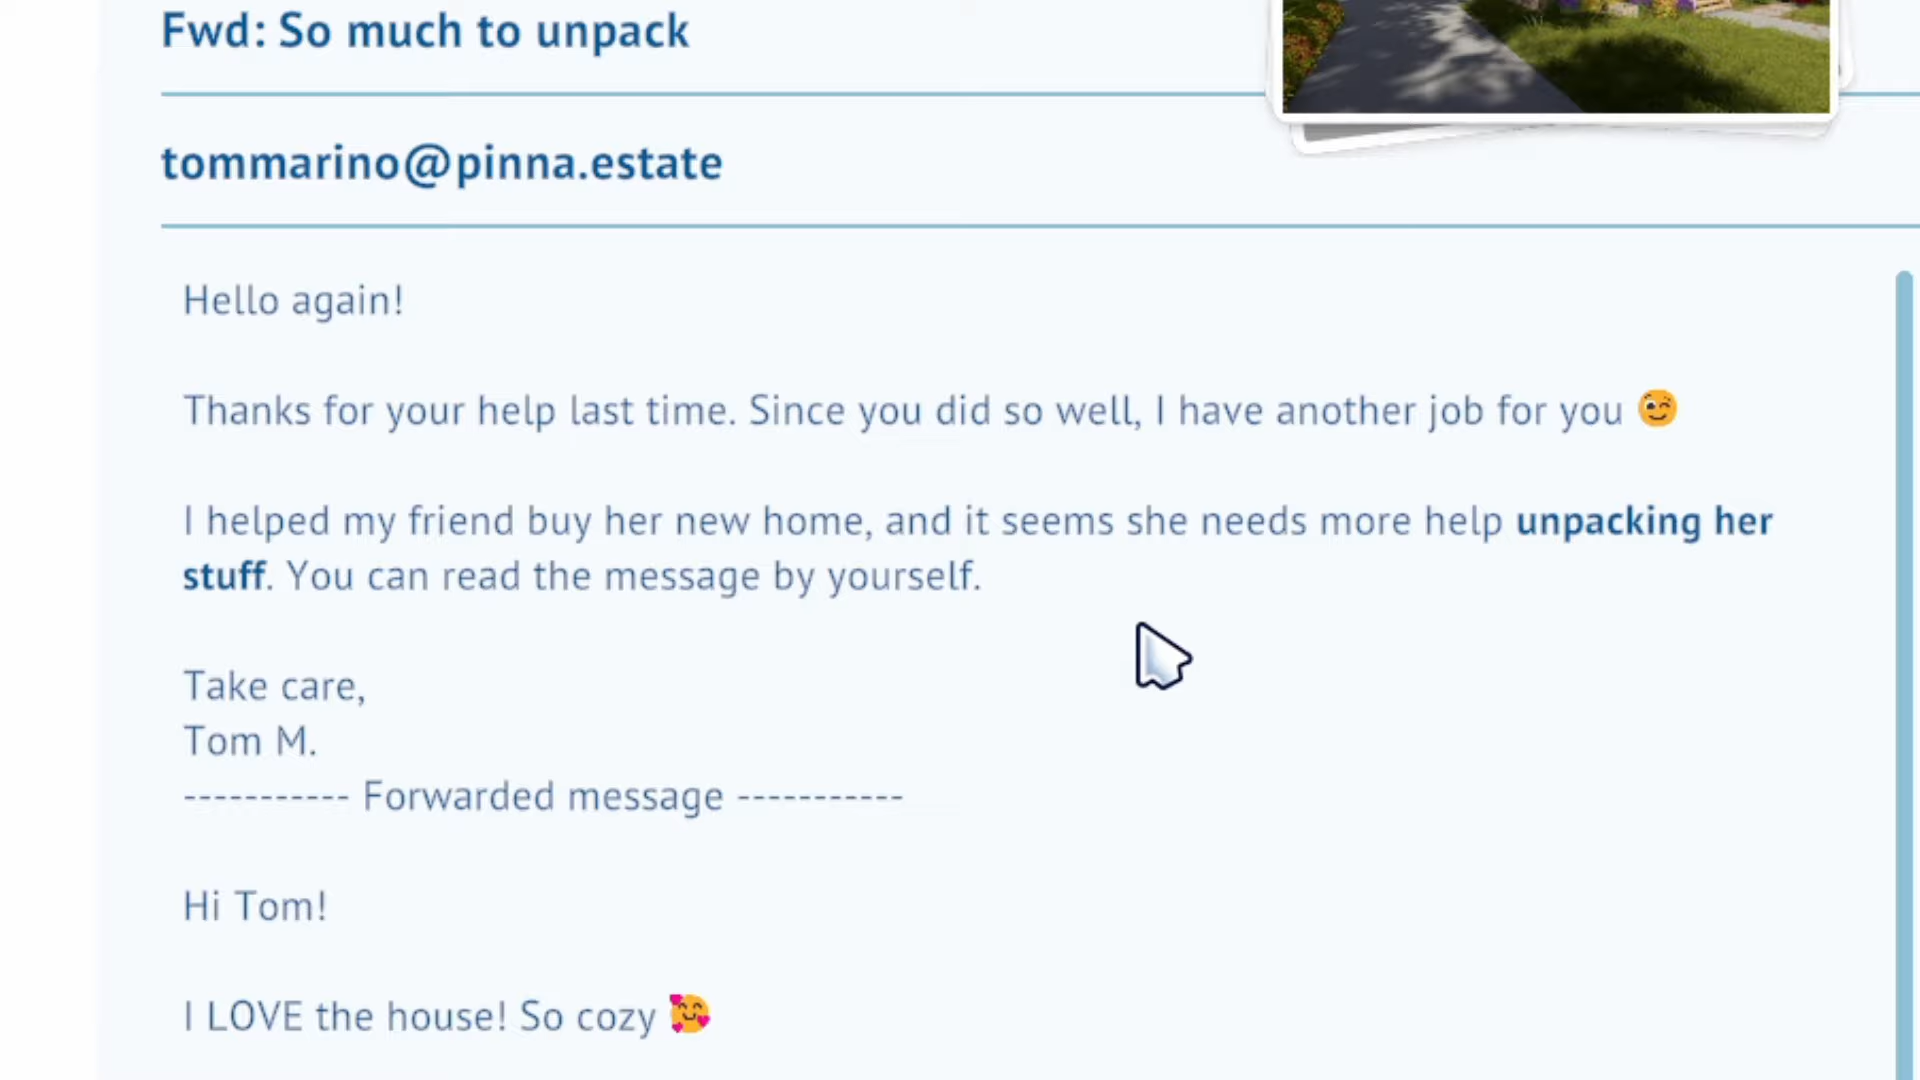 Fwd: So much to unpack
tommarino@pinna.estate
Hello again!
Thanks for your help last time. Since you did so well, I have another job for you 😉
I helped my friend buy her new home, and it seems she needs more help unpacking her
stuff. You can read the message by yourself.
Take care,
Tom M.
----------- Forwarded message -----------
Hi Tom!
I LOVE the house! So cozy 🥰